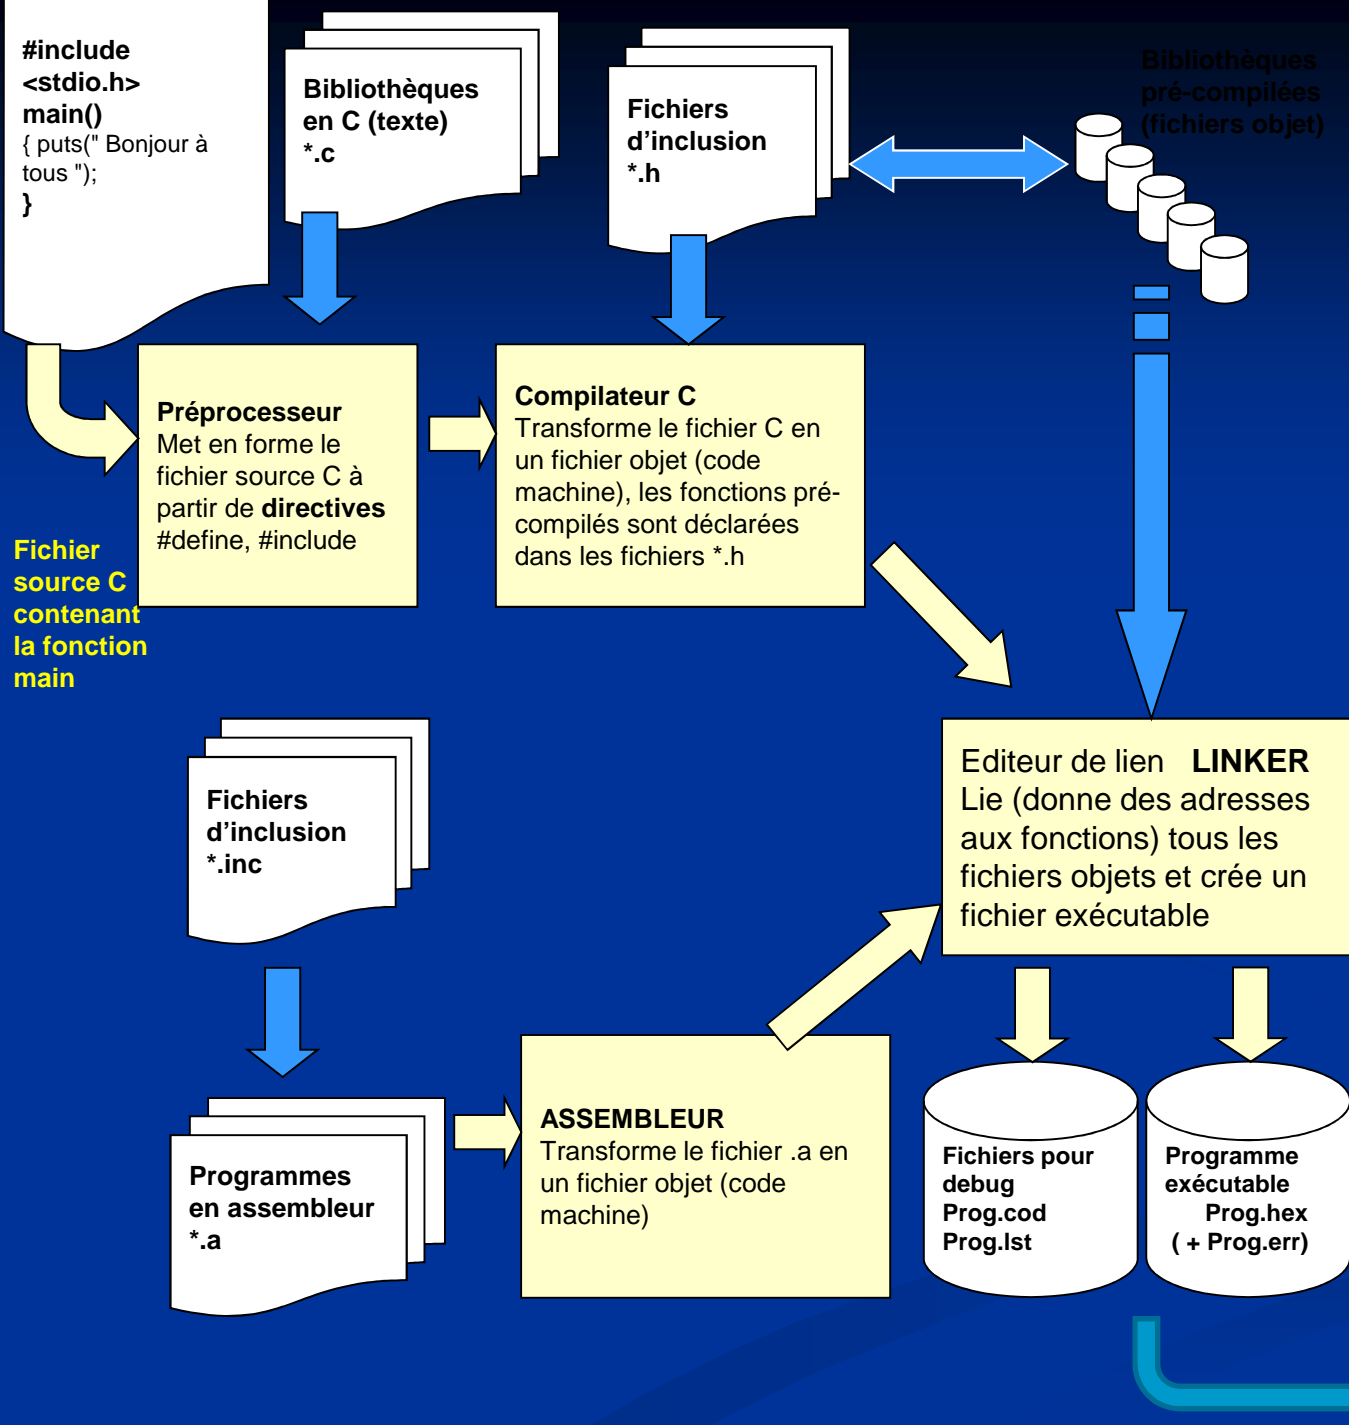 #include
<stdio.h>
main()
{ puts(" Bonjour à
tous ");
}
Bibliothèques
en C (texte)
*.c
Fichiers
d’inclusion
*.h
Bibliothèques
pré-compilées
(fichiers objet)
Préprocesseur
Met en forme le
fichier source C à
partir de directives
#define, #include
Compilateur C
Transforme le fichier C en
un fichier objet (code
machine), les fonctions pré-
compilés sont déclarées
dans les fichiers *.h
Fichier
source C
contenant
la fonction
main
Fichiers
d’inclusion
*.inc
Editeur de lien LINKER
Lie (donne des adresses
aux fonctions) tous les
fichiers objets et crée un
fichier exécutable
Programmes
en assembleur
*.a
ASSEMBLEUR
Transforme le fichier .a en
un fichier objet (code
machine)
Fichiers pour
debug
Prog.cod
Prog.lst
Programme
exécutable
Prog.hex
( + Prog.err)